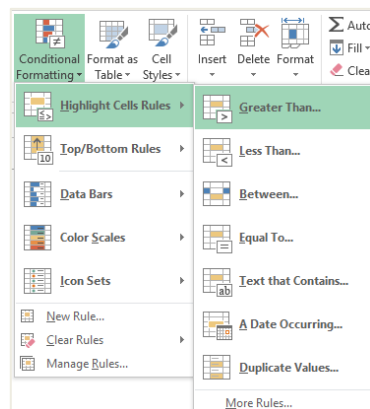 Conditional Formatting
Format as Table
Cell Styles
Insert
Delete
Format
Σ Auto
Fill
Clea
Highlight Cells Rules
Top/Bottom Rules
10
Data Bars
Color Scales
Icon Sets
New Rule...
Clear Rules
Manage Rules...
Greater Than...
Less Than...
Between...
Equal To...
Text that Contains...
ab
A Date Occurring...
Duplicate Values...
More Rules...